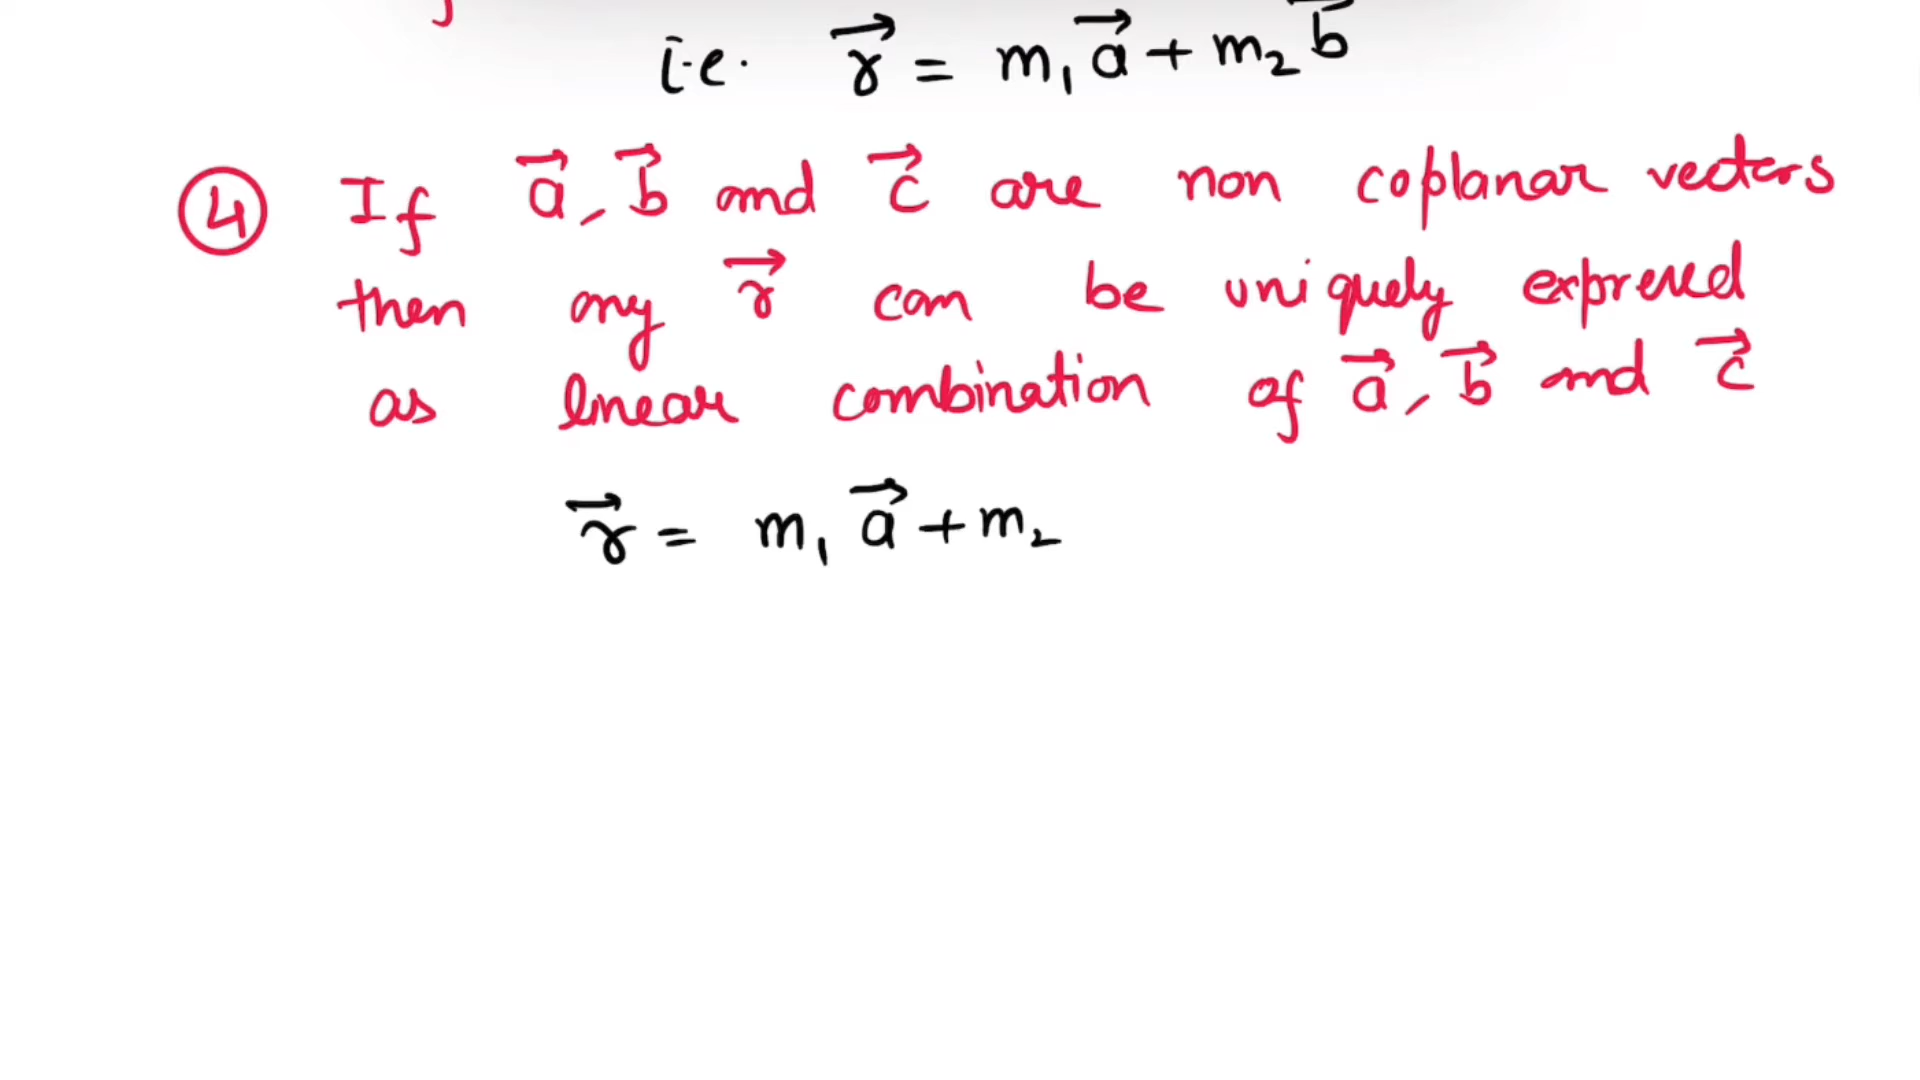 i.e. r⃗ = m₁a⃗ + m₂b⃗
④ If a⃗, b⃗ and c⃗ are non coplanar vectors
then any r⃗ can be uniquely expressed
as linear combination of a⃗, b⃗ and c⃗
r⃗ = m₁ a⃗ + m₂